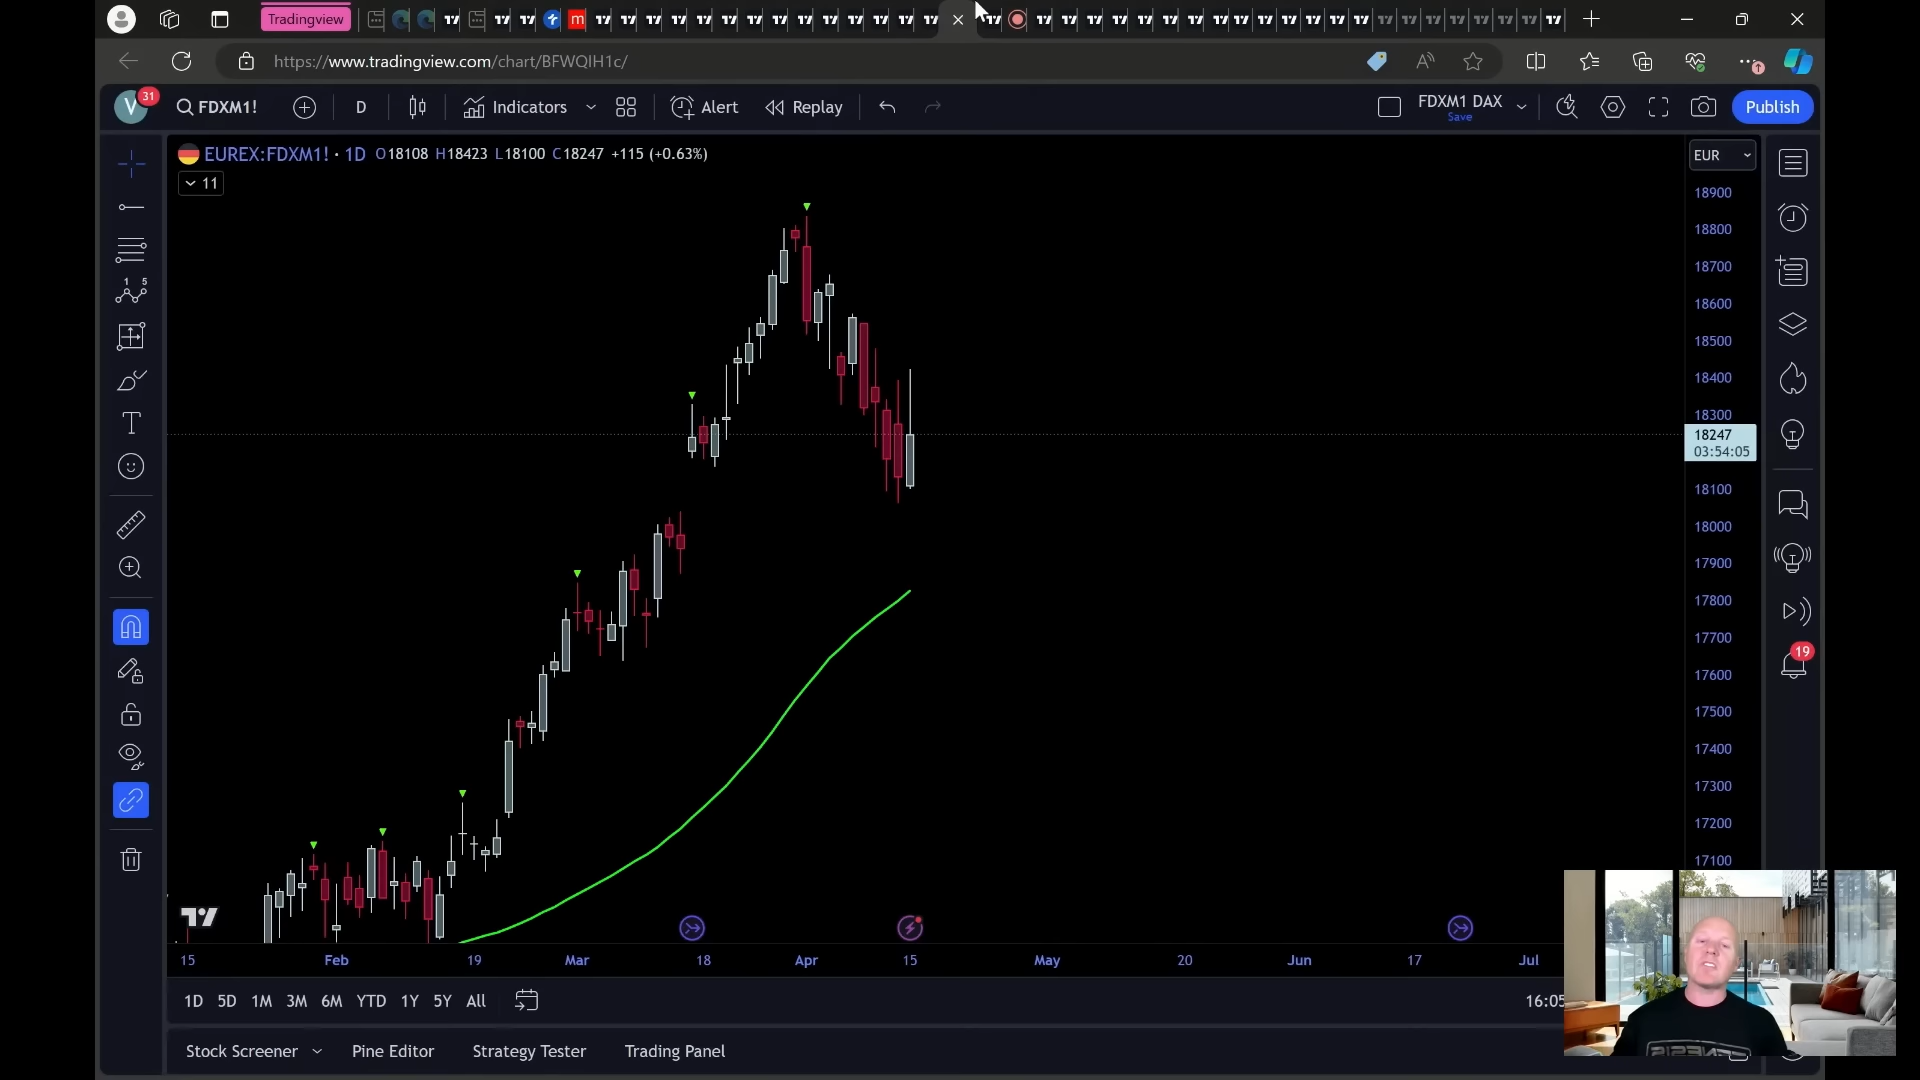 Tradingview
https://www.tradingview.com/chart/BFWQIH1c/
V 31 FDXM1! D Indicators Alert Replay FDXM1 DAX Save Publish
EUREX:FDXM1! · 1D O18108 H18423 L18100 C18247 +115 (+0.63%)
EUR
11
18900
18800
18700
18600
18500
18400
18300
18247
03:54:05
18100
18000
17900
17800
17700
17600
17500
17400
17300
17200
17100
19
15 Feb 19 Mar 18 Apr 15 May 20 Jun 17 Jul
1D 5D 1M 3M 6M YTD 1Y 5Y All 16:05
Stock Screener Pine Editor Strategy Tester Trading Panel